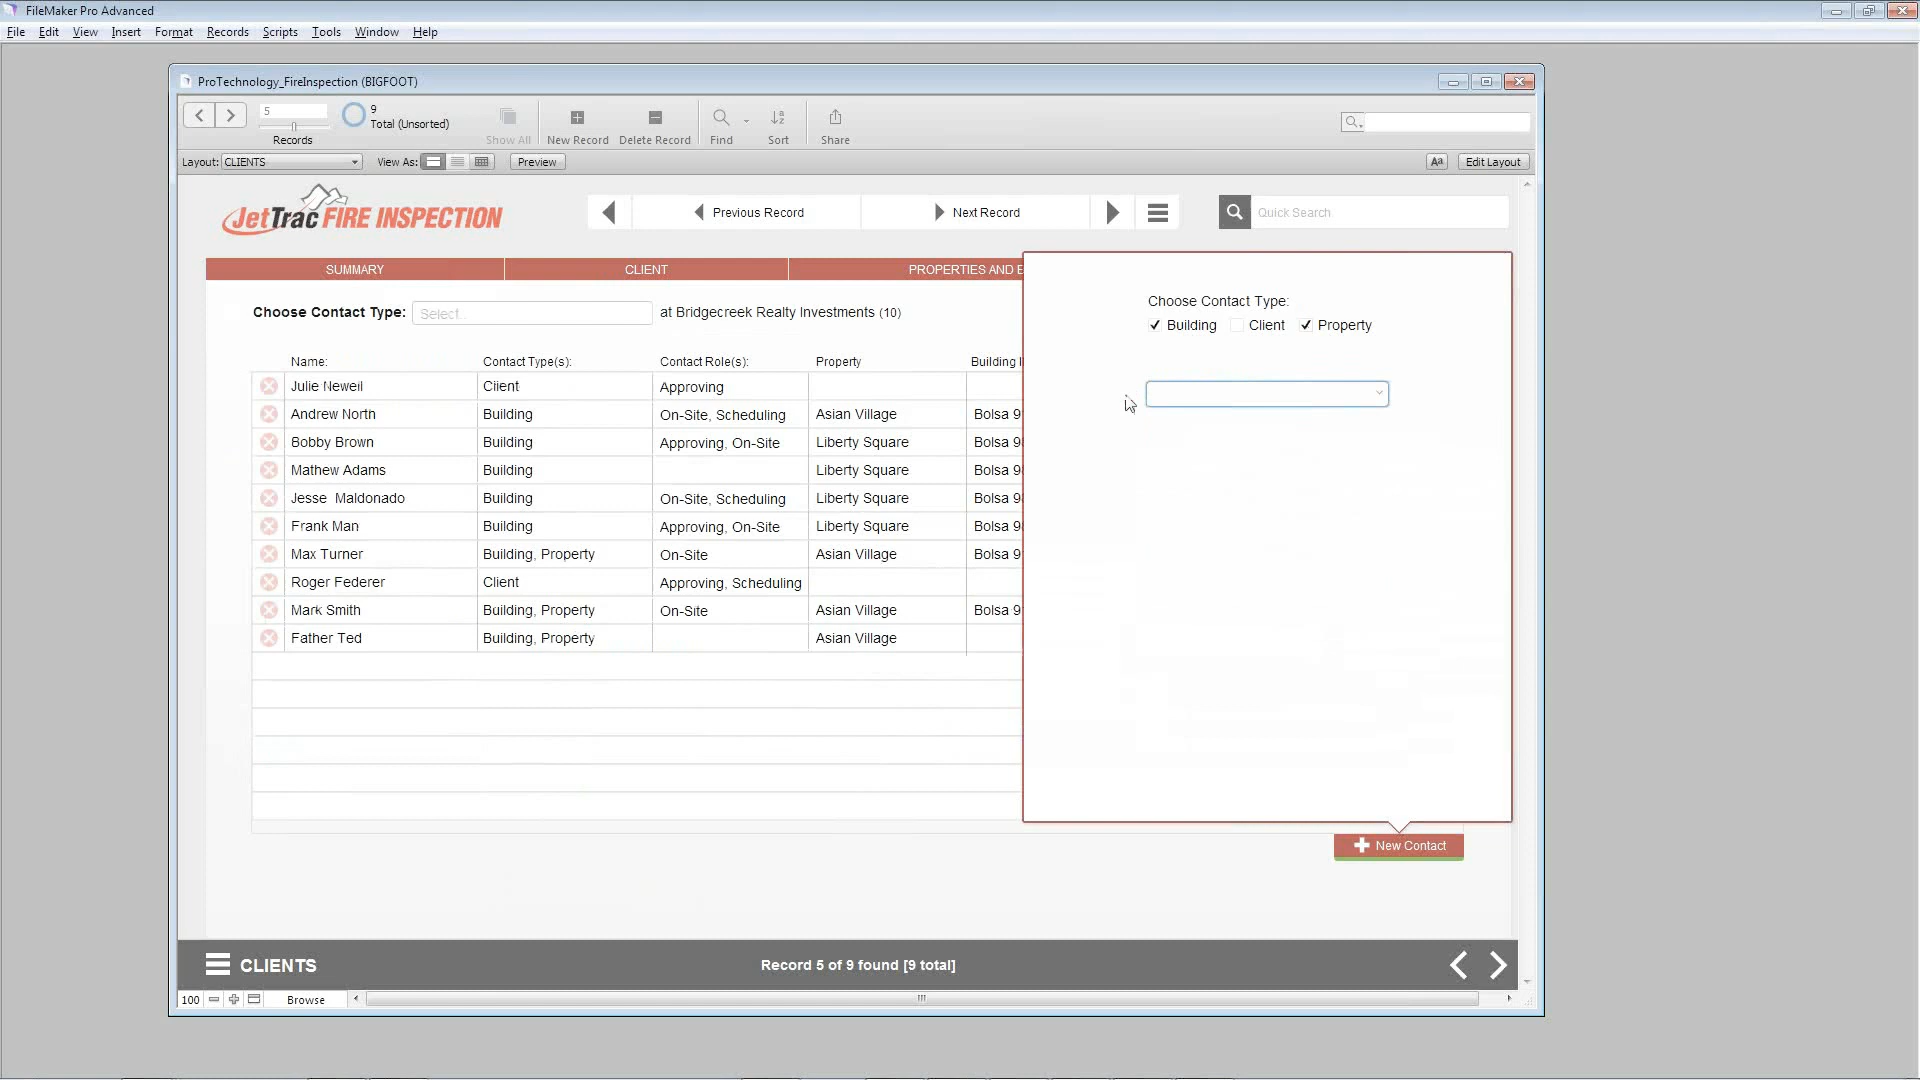 FileMaker Pro Advanced
File Edit View Insert Format Records Scripts Tools Window Help
ProTechnology_FireInspection (BIGFOOT)
5
9
Total (Unsorted)
Records
Show All
New Record
Delete Record
Find
Sort
Share
Layout: CLIENTS View As: Preview Aa Edit Layout
JetTrac FIRE INSPECTION
Previous Record
Next Record
Quick Search
SUMMARY CLIENT PROPERTIES AND E
Choose Contact Type: Select... at Bridgecreek Realty Investments (10)
Name: Contact Type(s): Contact Role(s): Property Building I
Julie Neweil Client Approving
Andrew North Building On-Site, Scheduling Asian Village Bolsa 9
Bobby Brown Building Approving, On-Site Liberty Square Bolsa 9
Mathew Adams Building Liberty Square Bolsa 9
Jesse Maldonado Building On-Site, Scheduling Liberty Square Bolsa 9
Frank Man Building Approving, On-Site Liberty Square Bolsa 9
Max Turner Building, Property On-Site Asian Village Bolsa 9
Roger Federer Client Approving, Scheduling
Mark Smith Building, Property On-Site Asian Village Bolsa 9
Father Ted Building, Property Asian Village
Choose Contact Type:
Building Client Property
New Contact
CLIENTS Record 5 of 9 found [9 total]
100 Browse